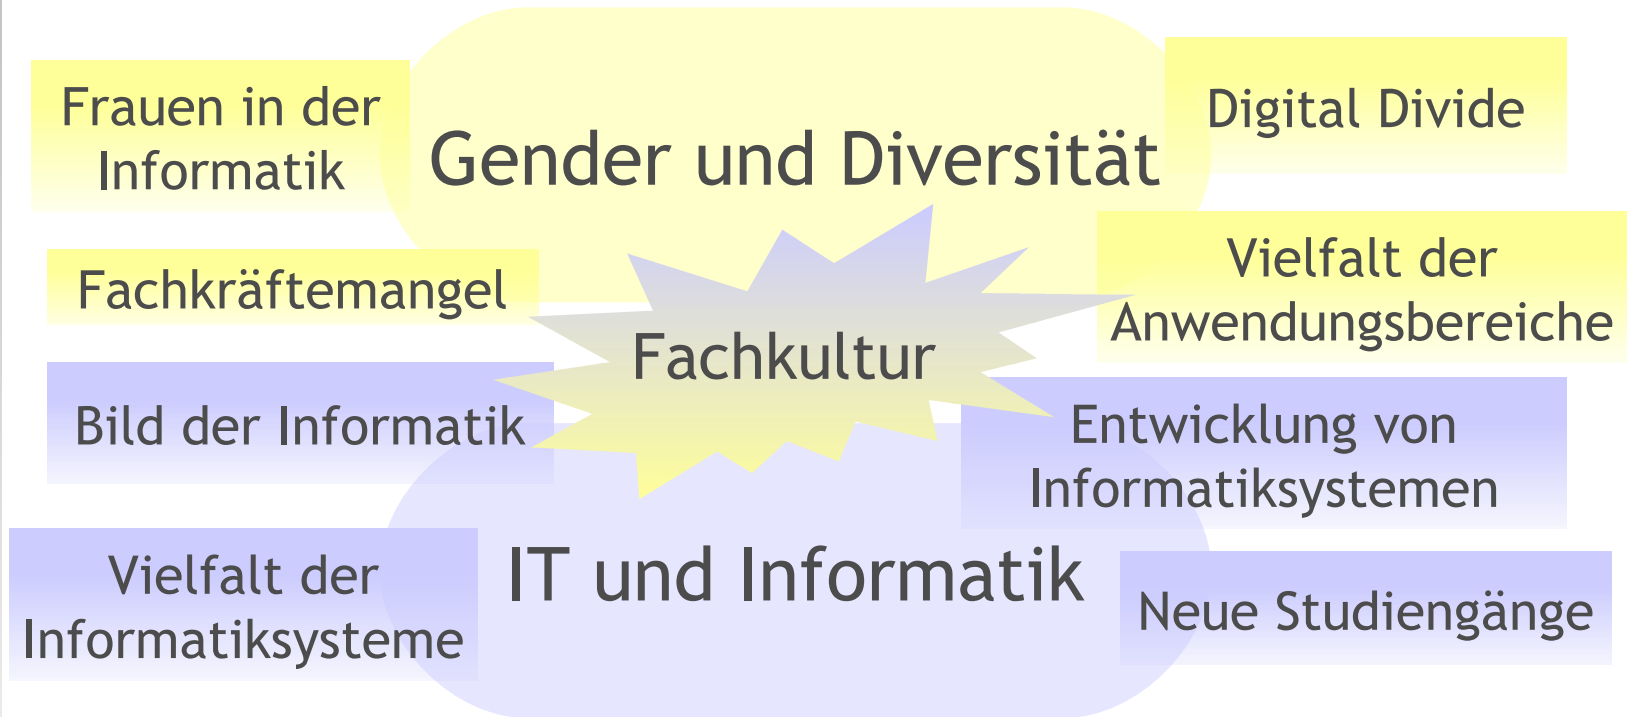 Frauen in der
Informatik
Gender und Diversität
Digital Divide
Fachkräftemangel
Vielfalt der
Anwendungsbereiche
Fachkultur
Bild der Informatik
Entwicklung von
Informatiksystemen
Vielfalt der
Informatiksysteme
IT und Informatik
Neue Studiengänge